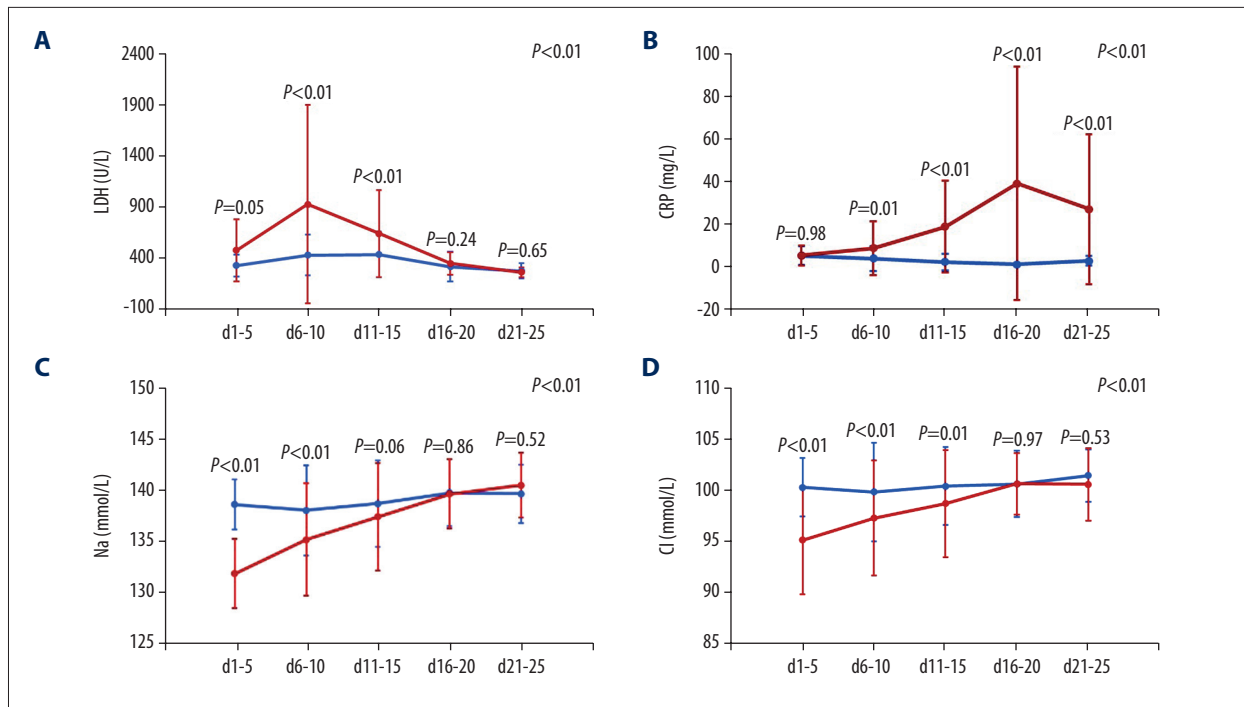 A
P<0.01
LDH (U/L)
2400
1900
1400
900
400
-100
P=0.05
P<0.01
P<0.01
P=0.24
P=0.65
d1-5 d6-10 d11-15 d16-20 d21-25
B
P<0.01
CRP (mg/L)
100
80
60
40
20
0
-20
P=0.98
P=0.01
P<0.01
P<0.01
P<0.01
d1-5 d6-10 d11-15 d16-20 d21-25
C
P<0.01
Na (mmol/L)
150
145
140
135
130
125
P<0.01
P<0.01
P=0.06
P=0.86
P=0.52
d1-5 d6-10 d11-15 d16-20 d21-25
D
P<0.01
Cl (mmol/L)
110
105
100
95
90
85
P<0.01
P<0.01
P=0.01
P=0.97
P=0.53
d1-5 d6-10 d11-15 d16-20 d21-25